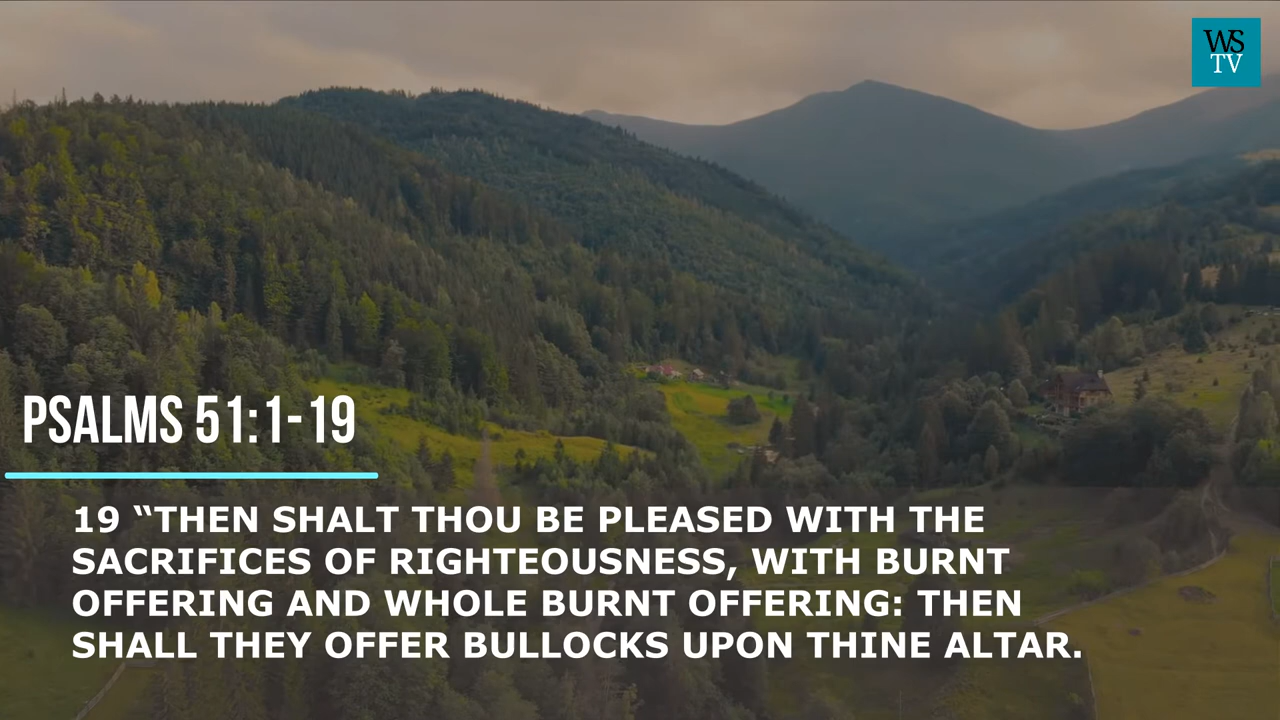 WS
TV
PSALMS 51:1-19
19 “THEN SHALT THOU BE PLEASED WITH THE
SACRIFICES OF RIGHTEOUSNESS, WITH BURNT
OFFERING AND WHOLE BURNT OFFERING: THEN
SHALL THEY OFFER BULLOCKS UPON THINE ALTAR.